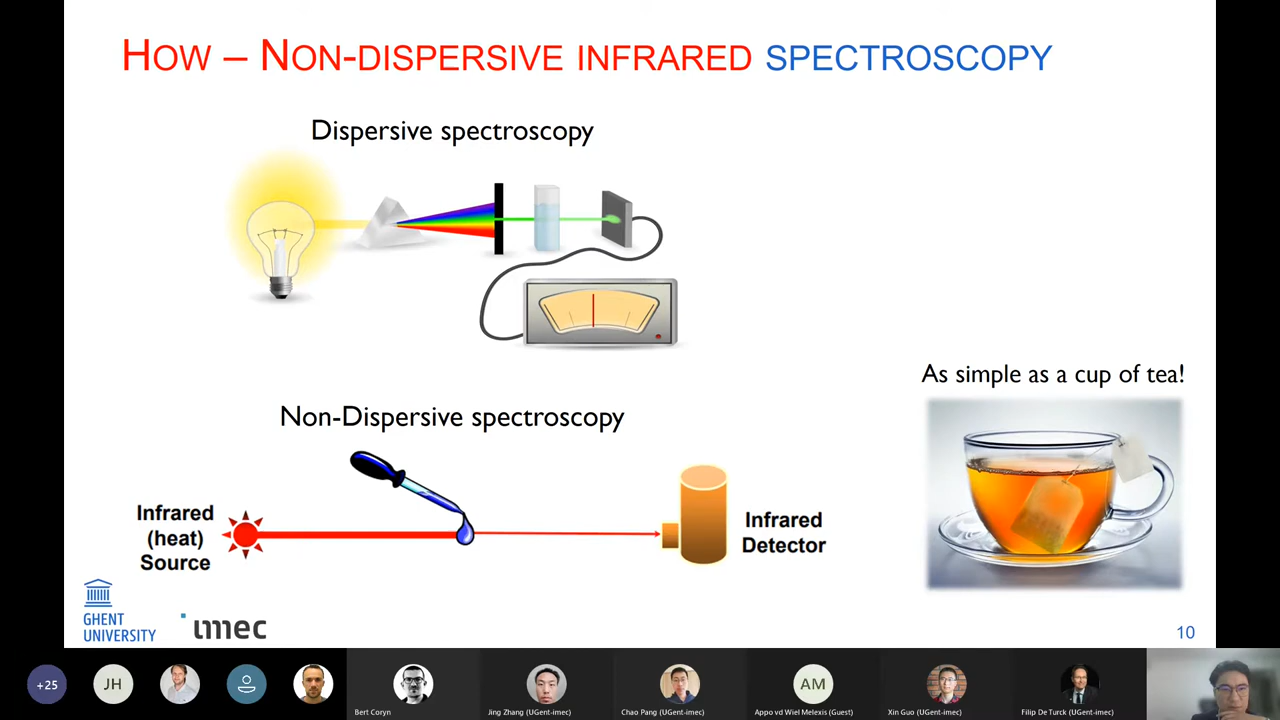 HOW – NON-DISPERSIVE INFRARED SPECTROSCOPY
Dispersive spectroscopy
As simple as a cup of tea!
Non-Dispersive spectroscopy
Infrared
(heat)
Source
Infrared
Detector
GHENT
UNIVERSITY
imec
10
+25
JH
AM
Bert Coryn
Jing Zhang (UGent-imec)
Chao Pang (UGent-imec)
Appo vd Wiel Melexis (Guest)
Xin Guo (UGent-imec)
Filip De Turck (UGent-imec)